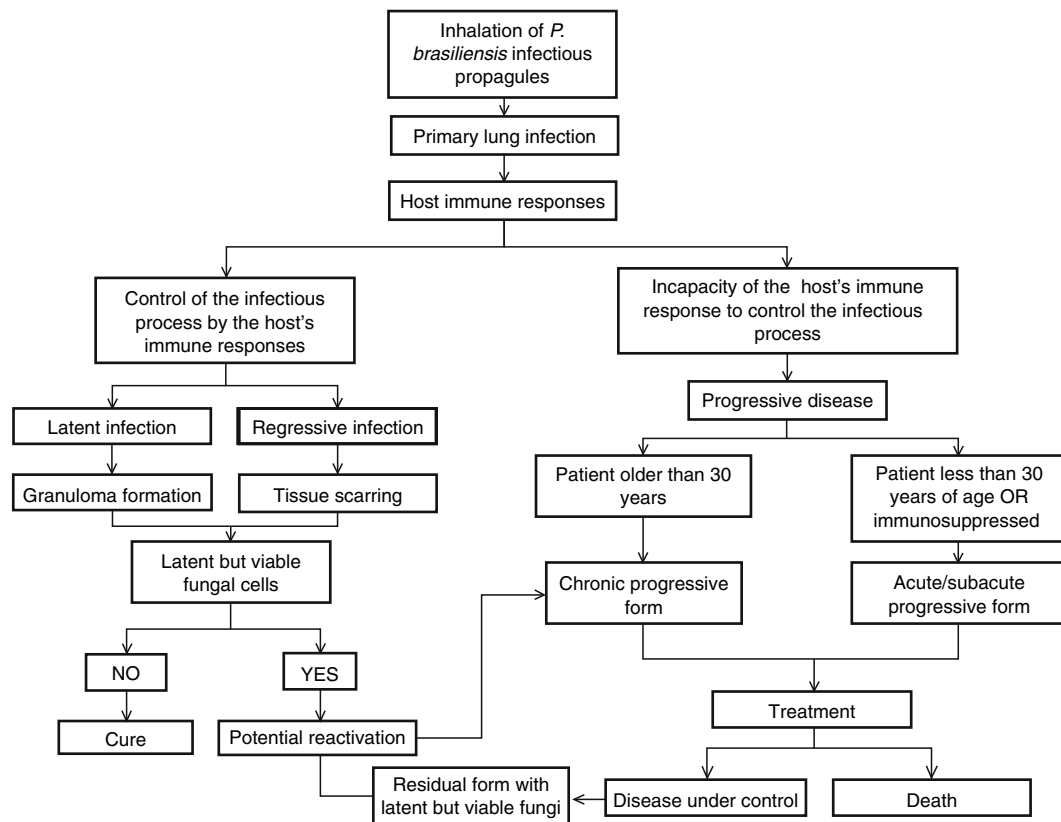 Inhalation of P.
brasiliensis infectious
propagules
Primary lung infection
Host immune responses
Control of the infectious
process by the host's
immune responses
Incapacity of the host's immune
response to control the infectious
process
Latent infection
Regressive infection
Progressive disease
Granuloma formation
Tissue scarring
Patient older than 30
years
Patient less than 30
years of age OR
immunosuppressed
Latent but viable
fungal cells
Chronic progressive
form
Acute/subacute
progressive form
NO
YES
Cure
Potential reactivation
Treatment
Residual form with
latent but viable fungi
Disease under control
Death